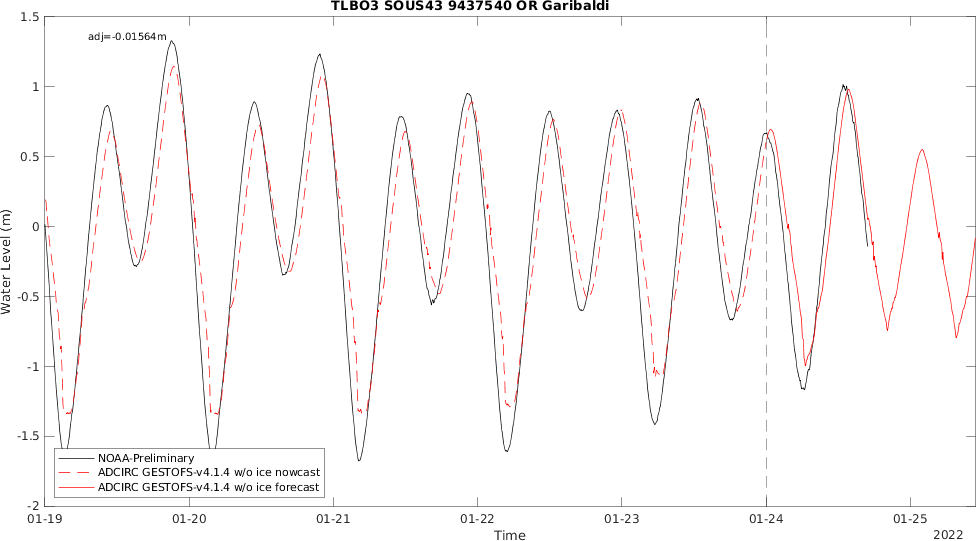 TLBO3 SOUS43 9437540 OR Garibaldi
adj=-0.01564m
1.5
1
0.5
0
-0.5
-1
-1.5
-2
Water Level (m)
NOAA-Preliminary
ADCIRC GESTOFS-v4.1.4 w/o ice nowcast
ADCIRC GESTOFS-v4.1.4 w/o ice forecast
01-19 01-20 01-21 01-22 01-23 01-24 01-25
Time
2022